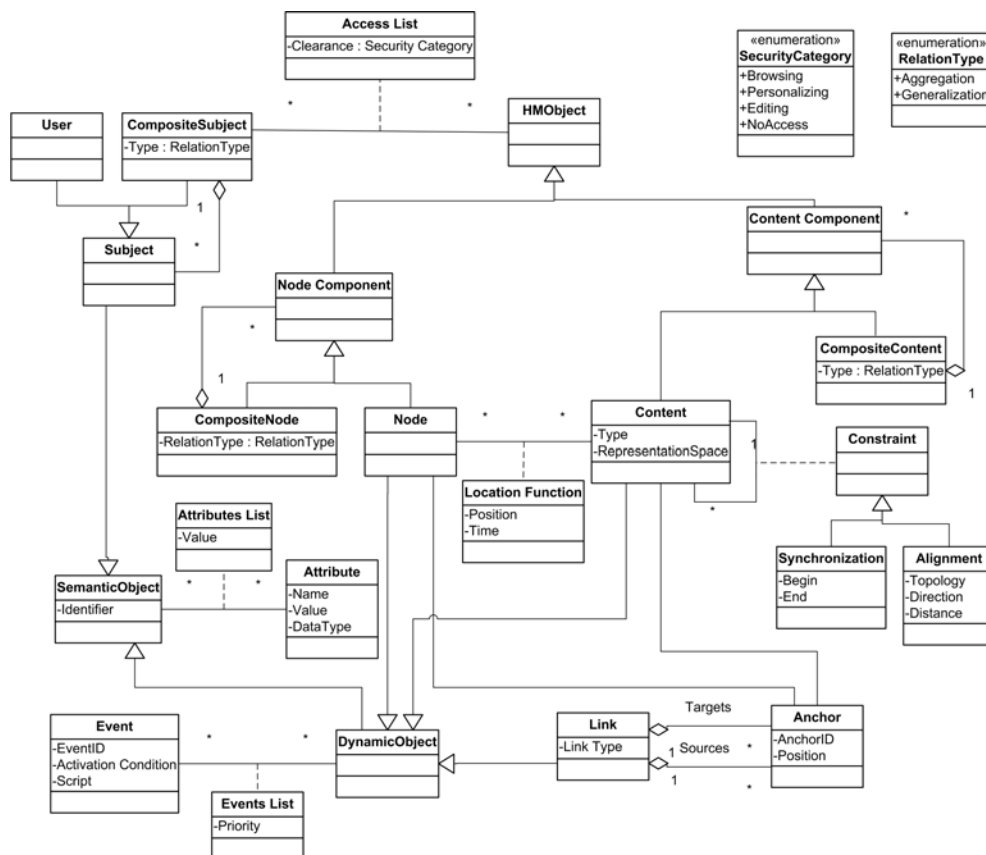 Access List
-Clearance : Security Category
«enumeration»
SecurityCategory
+Browsing
+Personalizing
+Editing
+NoAccess
«enumeration»
RelationType
+Aggregation
+Generalization
*
*
User
CompositeSubject
-Type : RelationType
HMObject
1
*
Subject
Content Component
*
Node Component
*
1
CompositeContent
-Type : RelationType
1
CompositeNode
-RelationType : RelationType
Node
*
*
Content
-Type
-RepresentationSpace
1
*
Constraint
Location Function
-Position
-Time
Attributes List
-Value
Synchronization
-Begin
-End
Alignment
-Topology
-Direction
-Distance
SemanticObject
-Identifier
*
*
Attribute
-Name
-Value
-DataType
Event
-EventID
-Activation Condition
-Script
*
*
DynamicObject
Link
-Link Type
Targets
1
*
Sources
1
*
Anchor
-AnchorID
-Position
Events List
-Priority